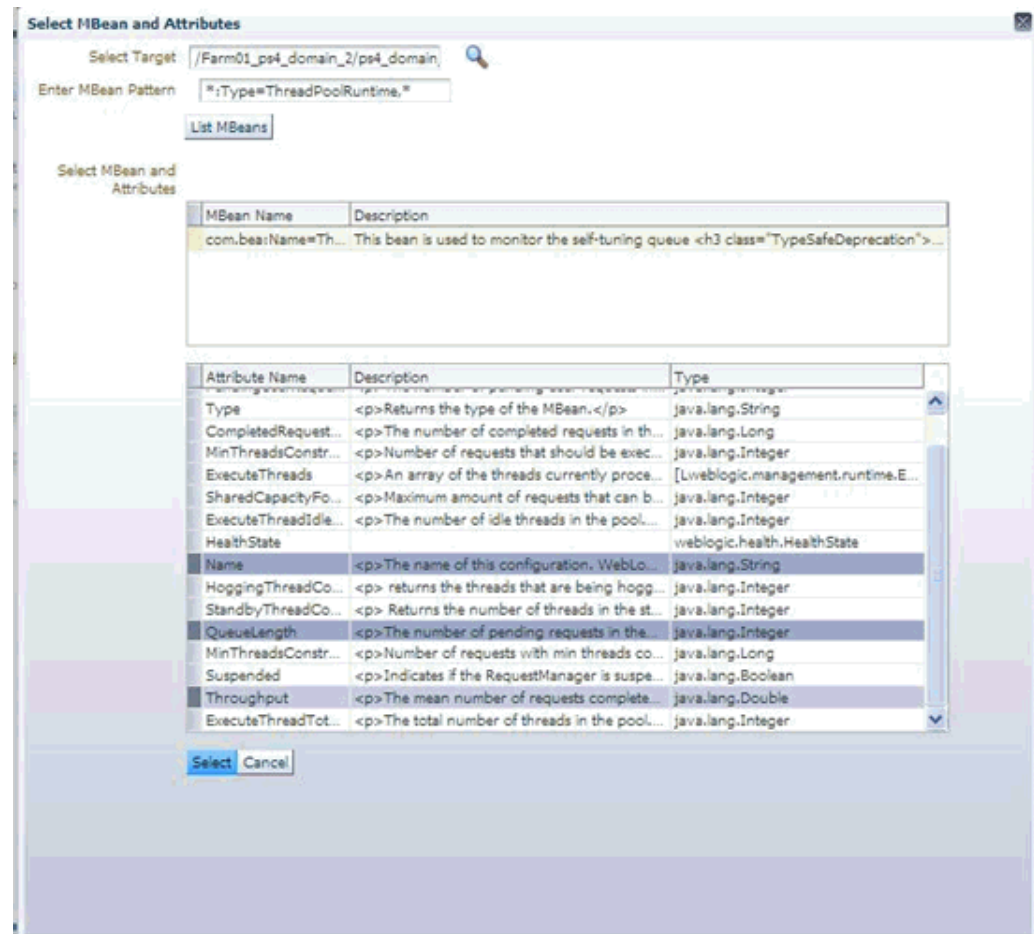 Select MBean and Attributes
Select Target /Farm01_ps4_domain_2/ps4_domain_
Enter MBean Pattern *:Type=ThreadPoolRuntime,*
List MBeans
Select MBean and
Attributes
MBean Name Description
com.bea:Name=Th... This bean is used to monitor the self-tuning queue <h3 class="TypeSafeDeprecation">...
Attribute Name Description Type
Type <p>Returns the type of the MBean.</p> java.lang.String
CompletedRequest... <p>The number of completed requests in th... java.lang.Long
MinThreadsConstr... <p>Number of requests that should be exec... java.lang.Integer
ExecuteThreads <p>An array of the threads currently proce... [Lweblogic.management.runtime.E...
SharedCapacityFo... <p>Maximum amount of requests that can b... java.lang.Integer
ExecuteThreadIdle... <p>The number of idle threads in the pool.... java.lang.Integer
HealthState weblogic.health.HealthState
Name <p>The name of this configuration. WebLo... java.lang.String
HoggingThreadCo... <p> returns the threads that are being hogg... java.lang.Integer
StandbyThreadCo... <p> Returns the number of threads in the st... java.lang.Integer
QueueLength <p>The number of pending requests in the... java.lang.Integer
MinThreadsConstr... <p>Number of requests with min threads co... java.lang.Long
Suspended <p>Indicates if the RequestManager is suspe... java.lang.Boolean
Throughput <p>The mean number of requests complete... java.lang.Double
ExecuteThreadTot... <p>The total number of threads in the pool.... java.lang.Integer
Select Cancel